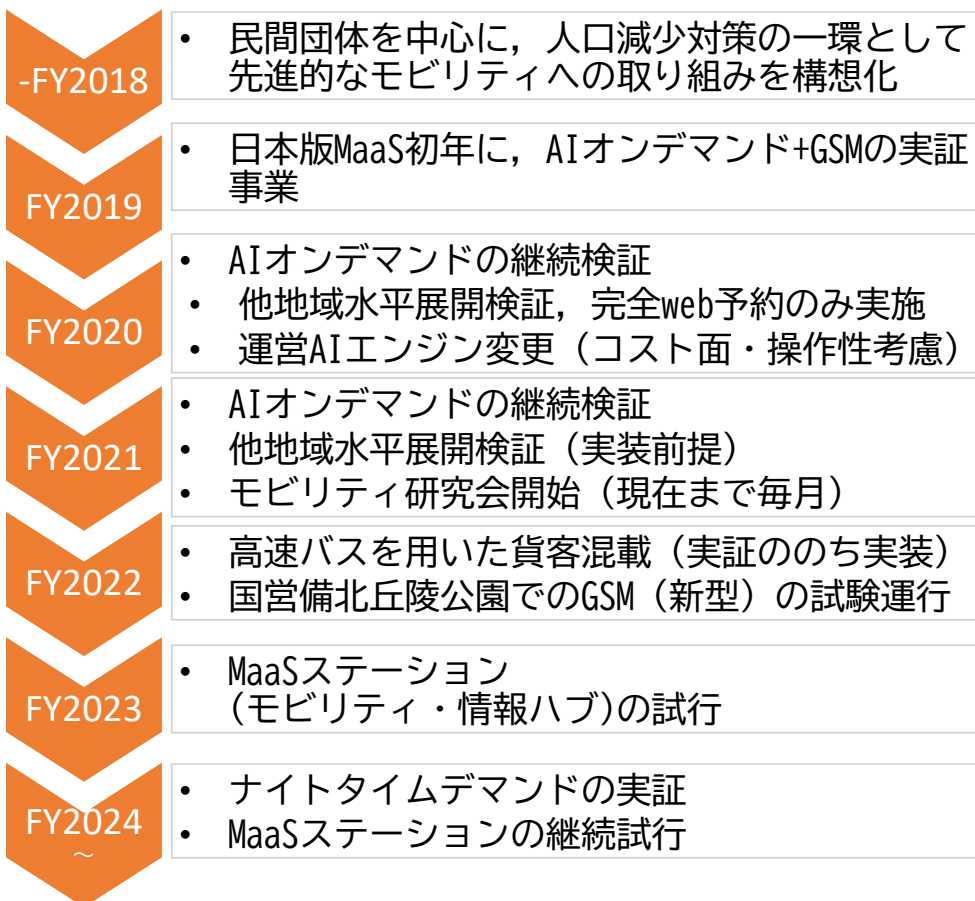 -FY2018
• 民間団体を中心に，人口減少対策の一環として
先進的なモビリティへの取り組みを構想化
FY2019
• 日本版MaaS初年に，AIオンデマンド+GSMの実証
事業
FY2020
• AIオンデマンドの継続検証
• 他地域水平展開検証，完全web予約のみ実施
• 運営AIエンジン変更（コスト面・操作性考慮）
FY2021
• AIオンデマンドの継続検証
• 他地域水平展開検証（実装前提）
• モビリティ研究会開始（現在まで毎月）
FY2022
• 高速バスを用いた貨客混載（実証ののち実装）
• 国営備北丘陵公園でのGSM（新型）の試験運行
FY2023
• MaaSステーション
(モビリティ・情報ハブ)の試行
FY2024
～
• ナイトタイムデマンドの実証
• MaaSステーションの継続試行